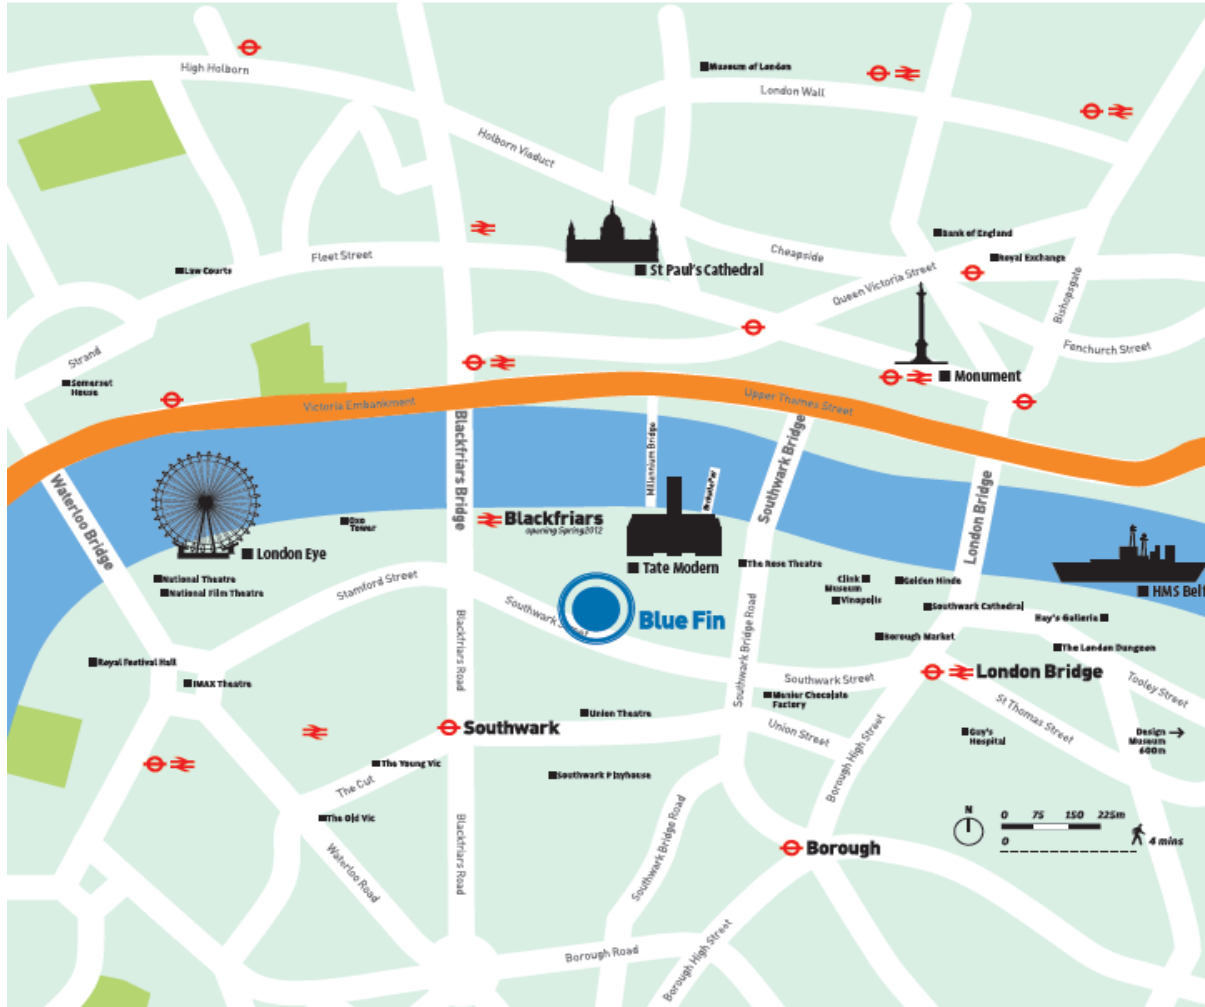 High Holborn
Museum of London
London Wall
Holborn Viaduct
Bank of England
Cheapside
Royal Exchange
Fleet Street
Law Courts
St Paul's Cathedral
Queen Victoria Street
Bishopsgate
Strand
Fenchurch Street
Somerset
House
Monument
Victoria Embankment
Upper Thames Street
Waterloo Bridge
Blackfriars Bridge
Millennium Bridge
Southwark Bridge
London Bridge
Oxo
Tower
Blackfriars
opening Spring2012
London Eye
Tate Modern
The Rose Theatre
National Theatre
National Film Theatre
Stamford Street
Clink
Museum
Golden Hinde
Vinopolis
HMS Belf
Southwark Street
Blue Fin
Southwark Cathedral
Hay's Galleria
Borough Market
The London Dungeon
Royal Festival Hall
IMAX Theatre
Blackfriars Road
Southwark Bridge Road
Southwark Street
London Bridge
Tooley Street
Menier Chocolate
Factory
St Thomas Street
Union Theatre
Southwark
Union Street
Borough High Street
Guy's
Hospital
Design
Museum
600m
The Young Vic
The Cut
Southwark Playhouse
The Old Vic
Waterloo Road
Blackfriars Road
Southwark Bridge Road
Borough
N
0 75 150 225m
0
4 mins
Borough Road
Borough High Street